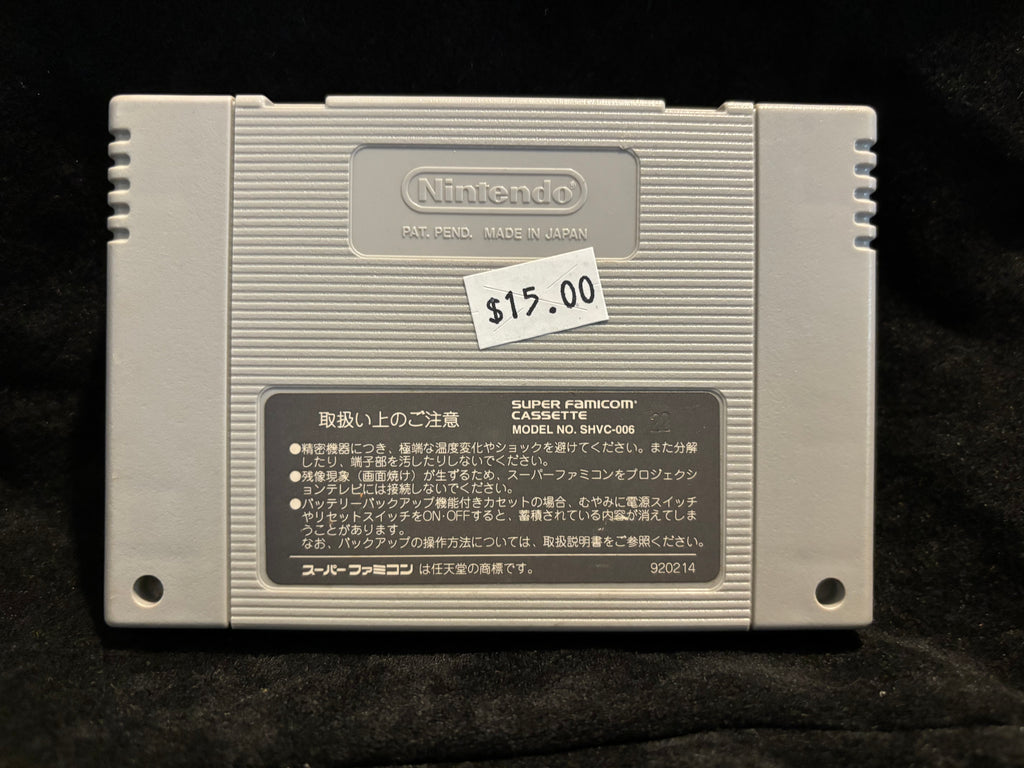 Nintendo®
PAT. PEND. MADE IN JAPAN
$15.00
取扱い上のご注意
SUPER FAMICOM®
CASSETTE
MODEL NO. SHVC-006
22
●精密機器につき、極端な温度変化やショックを避けてください。また分解
したり、端子部を汚したりしないでください。
●残像現象（画面焼け）が生ずるため、スーパーファミコンをプロジェクシ
ョンテレビには接続しないでください。
●バッテリーバックアップ機能付きカセットの場合、むやみに電源スイッチ
やリセットスイッチをON・OFFすると、蓄積されている内容が消えてしま
うことがあります。
なお、バックアップの操作方法については、取扱説明書をご参照ください。
スーパーファミコン は任天堂の商標です。
920214